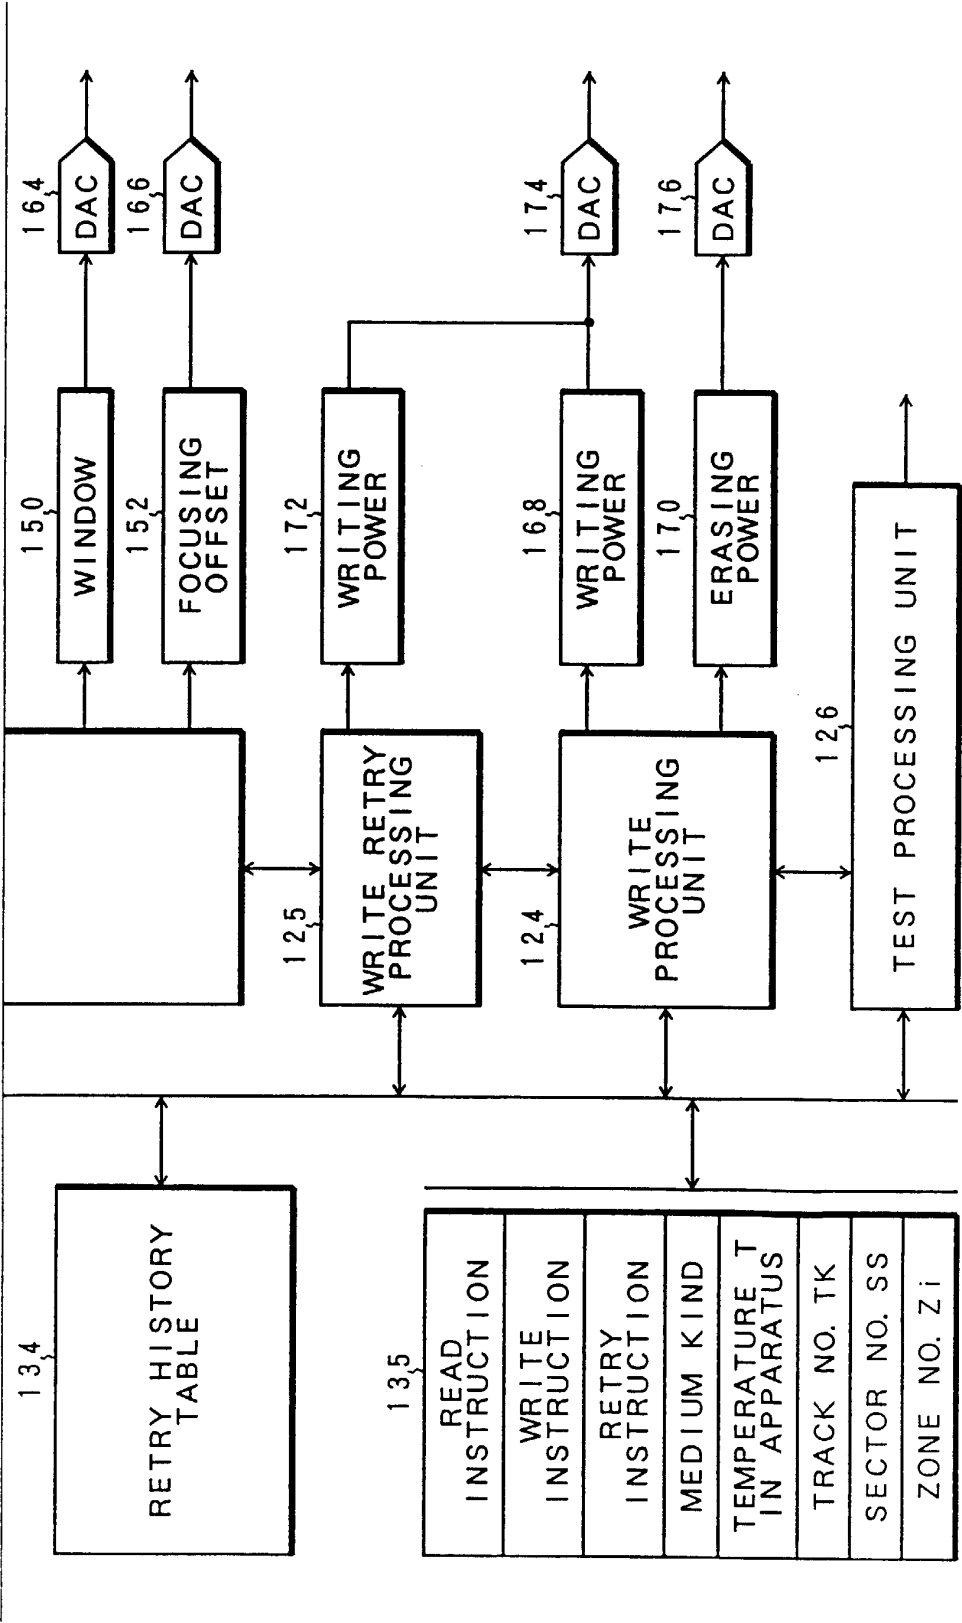 134
RETRY HISTORY
TABLE
135
READ
INSTRUCTION
WRITE
INSTRUCTION
RETRY
INSTRUCTION
MEDIUM KIND
TEMPERATURE T
IN APPARATUS
TRACK NO. TK
SECTOR NO. SS
ZONE NO. Zi
125
WRITE RETRY
PROCESSING
UNIT
124
WRITE
PROCESSING
UNIT
126
TEST PROCESSING UNIT
150
WINDOW
152
FOCUSING
OFFSET
172
WRITING
POWER
168
WRITING
POWER
170
ERASING
POWER
164
DAC
166
DAC
174
DAC
176
DAC